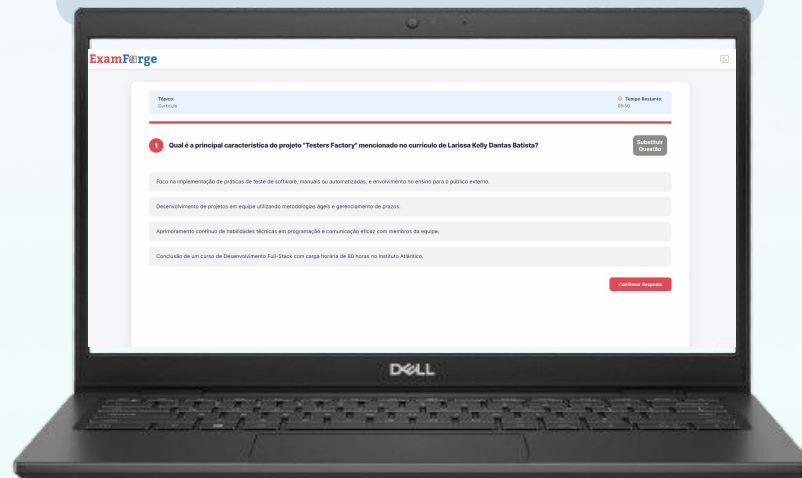 ExamForge
Tópico:
Currículo
Tempo Restante:
1 Qual é a principal característica do projeto "Testers Factory" mencionado no currículo de Larissa Kelly Dantas Batista?
Substituir
Questão
Foco na implementação de práticas de teste de software, manuais ou automatizadas, e envolvimento no ensino para o público externo.
Desenvolvimento de projetos em equipe utilizando metodologias ágeis e gerenciamento de prazos.
Aprimoramento contínuo de habilidades técnicas em programação e comunicação eficaz com membros da equipe.
Conclusão de um curso de Desenvolvimento Full-Stack com carga horária de 80 horas no Instituto Atlântico.
Confirmar Resposta
DELL